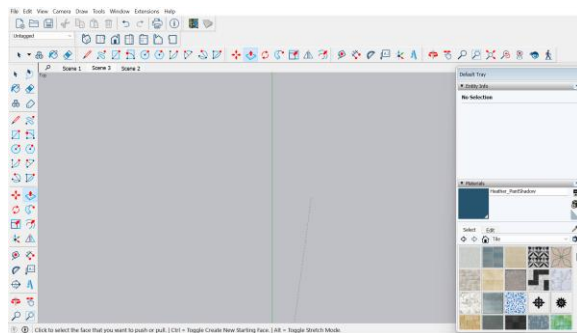 File Edit View Camera Draw Tools Window Extensions Help
Untagged
Scene 1 Scene 3 Scene 2
Top
Default Tray
Entity Info
No Selection
Materials
Heather_PantShadow
Select Edit
Tile
Click to select the face that you want to push or pull. | Ctrl = Toggle Create New Starting Face. | Alt = Toggle Stretch Mode.